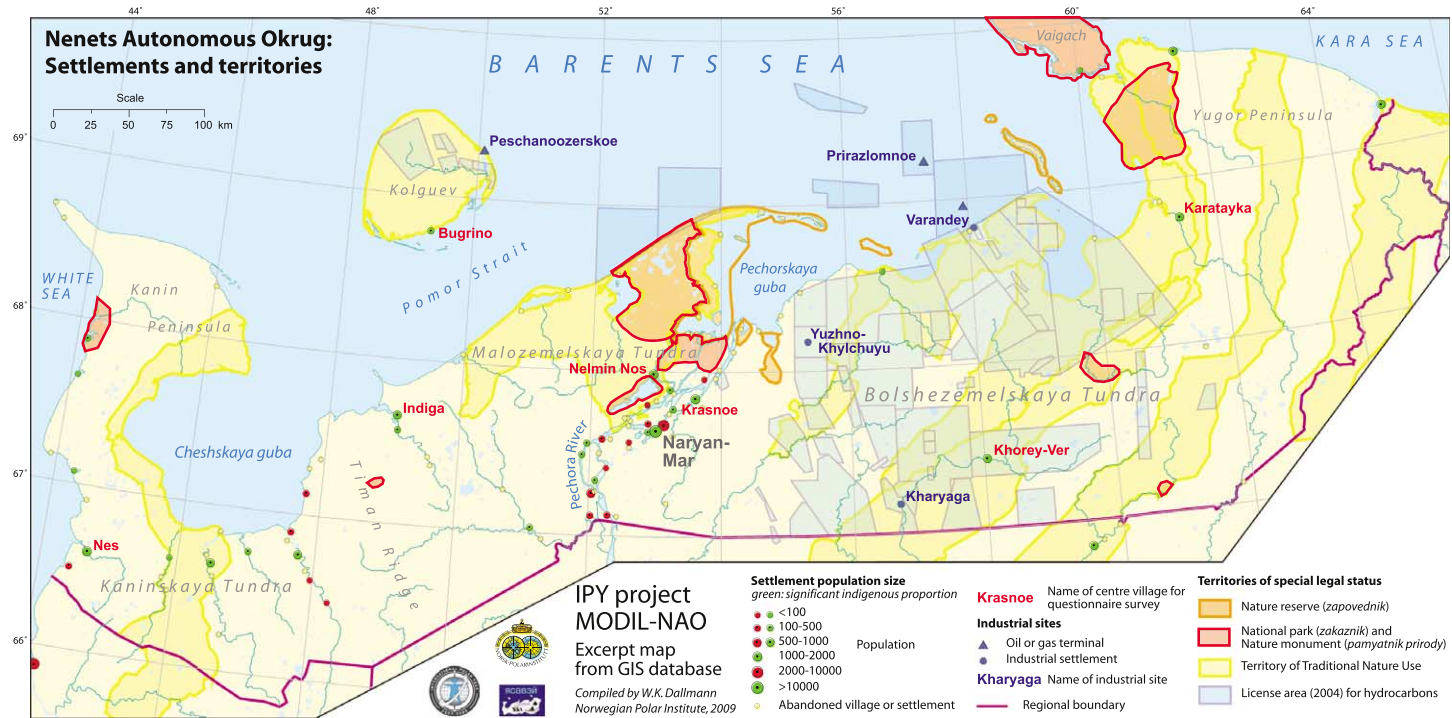 44°
48°
52°
56°
60°
64°
Nenets Autonomous Okrug:
Settlements and territories
Scale
0 25 50 75 100 km
BARENTS SEA
Vaigach
KARA SEA
69°
Peschanoozerskoe
Prirazlomnoe
Yugor Peninsula
Kolguev
Bugrino
Varandey
Karatayka
Pomor Strait
Pechorskaya
guba
WHITE
SEA
Kanin
Peninsula
68°
Yuzhno-
Khylchuyu
Malozemelskaya Tundra
Nelmin Nos
Bolshezemelskaya Tundra
Indiga
Krasnoe
Naryan-
Mar
Cheshskaya guba
Pechora River
Khorey-Ver
67°
Timan Ridge
Kharyaga
Nes
Kaninskaya Tundra
66°
IPY project
MODIL-NAO
Excerpt map
from GIS database
Compiled by W.K. Dallmann
Norwegian Polar Institute, 2009
Settlement population size
green: significant indigenous proportion
<100
100-500
500-1000
1000-2000
2000-10000
>10000
Population
Abandoned village or settlement
Krasnoe Name of centre village for
questionnaire survey
Industrial sites
Oil or gas terminal
Industrial settlement
Kharyaga Name of industrial site
Regional boundary
Territories of special legal status
Nature reserve (zapovednik)
National park (zakaznik) and
Nature monument (pamyatnik prirody)
Territory of Traditional Nature Use
License area (2004) for hydrocarbons